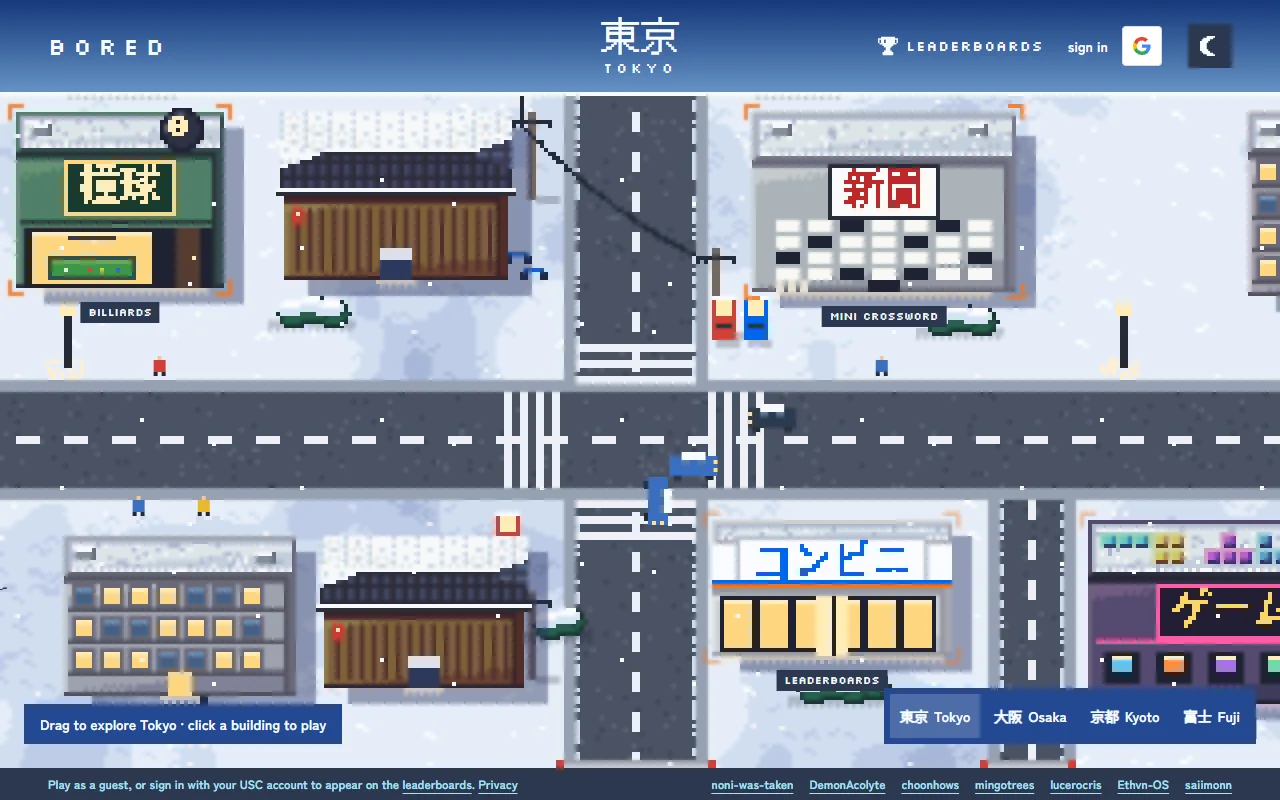 BORED
東京
TOKYO
LEADERBOARDS
sign in
G
8
新聞
BILLIARDS
MINI CROSSWORD
コンビニ
ゲーム
LEADERBOARDS
Drag to explore Tokyo · click a building to play
東京 Tokyo
大阪 Osaka
京都 Kyoto
富士 Fuji
Play as a guest, or sign in with your USC account to appear on the leaderboards. Privacy
noni-was-taken
DemonAcolyte
choonhows
mingotrees
lucerocris
Ethvn-OS
saiimonn